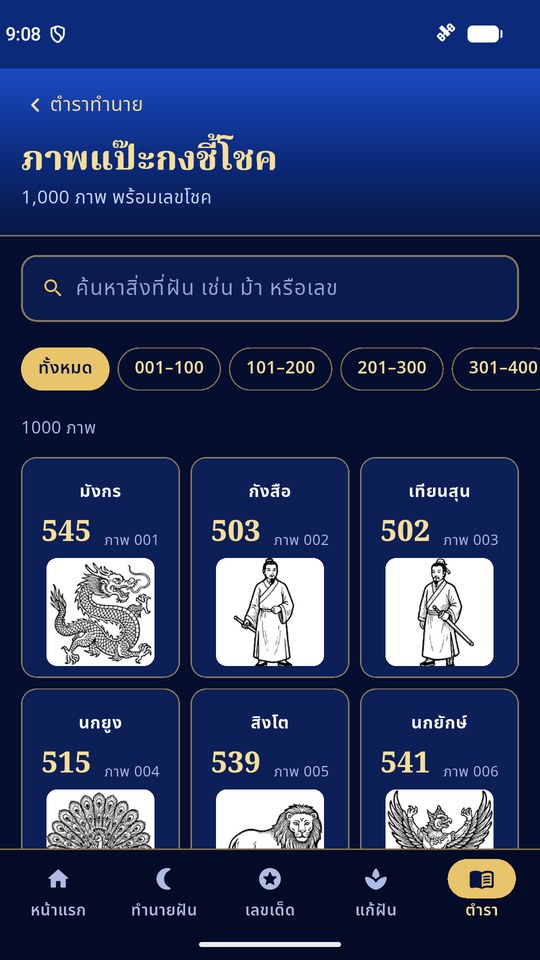 9:08
ตำราทำนาย
ภาพแป๊ะกงชี้โชค
1,000 ภาพ พร้อมเลขโชค
ค้นหาสิ่งที่ฝัน เช่น ม้า หรือเลข
ทั้งหมด 001–100 101–200 201–300 301–400
1000 ภาพ
มังกร กังสือ เทียนสุน
545 ภาพ 001 503 ภาพ 002 502 ภาพ 003
นกยูง สิงโต นกยักษ์
515 ภาพ 004 539 ภาพ 005 541 ภาพ 006
หน้าแรก ทำนายฝัน เลขเด็ด แก้ฝัน ตำรา